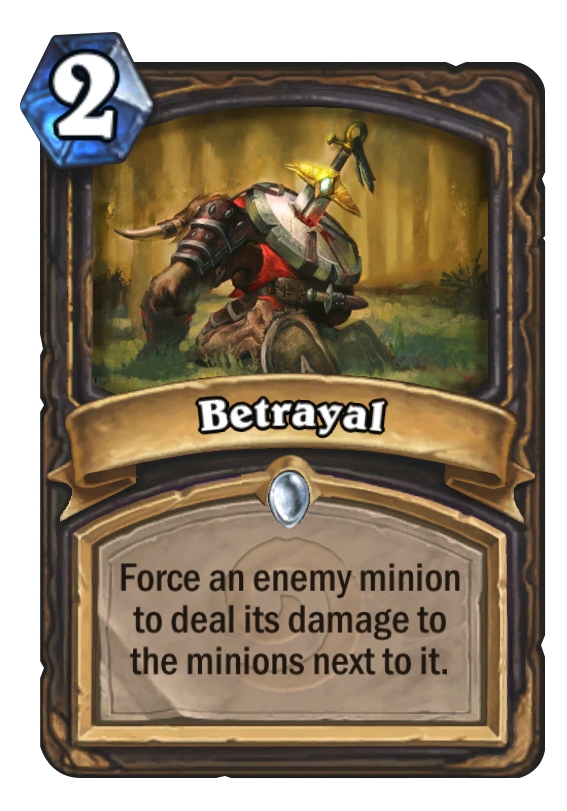 2
Betrayal
Force an enemy minion
to deal its damage to
the minions next to it.